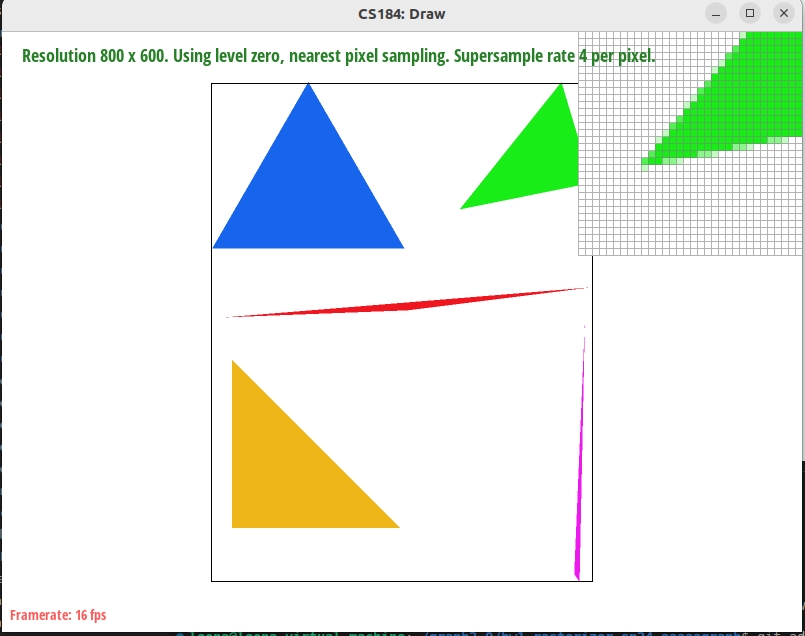 CS184: Draw
Resolution 800 x 600. Using level zero, nearest pixel sampling. Supersample rate 4 per pixel.
Framerate: 16 fps